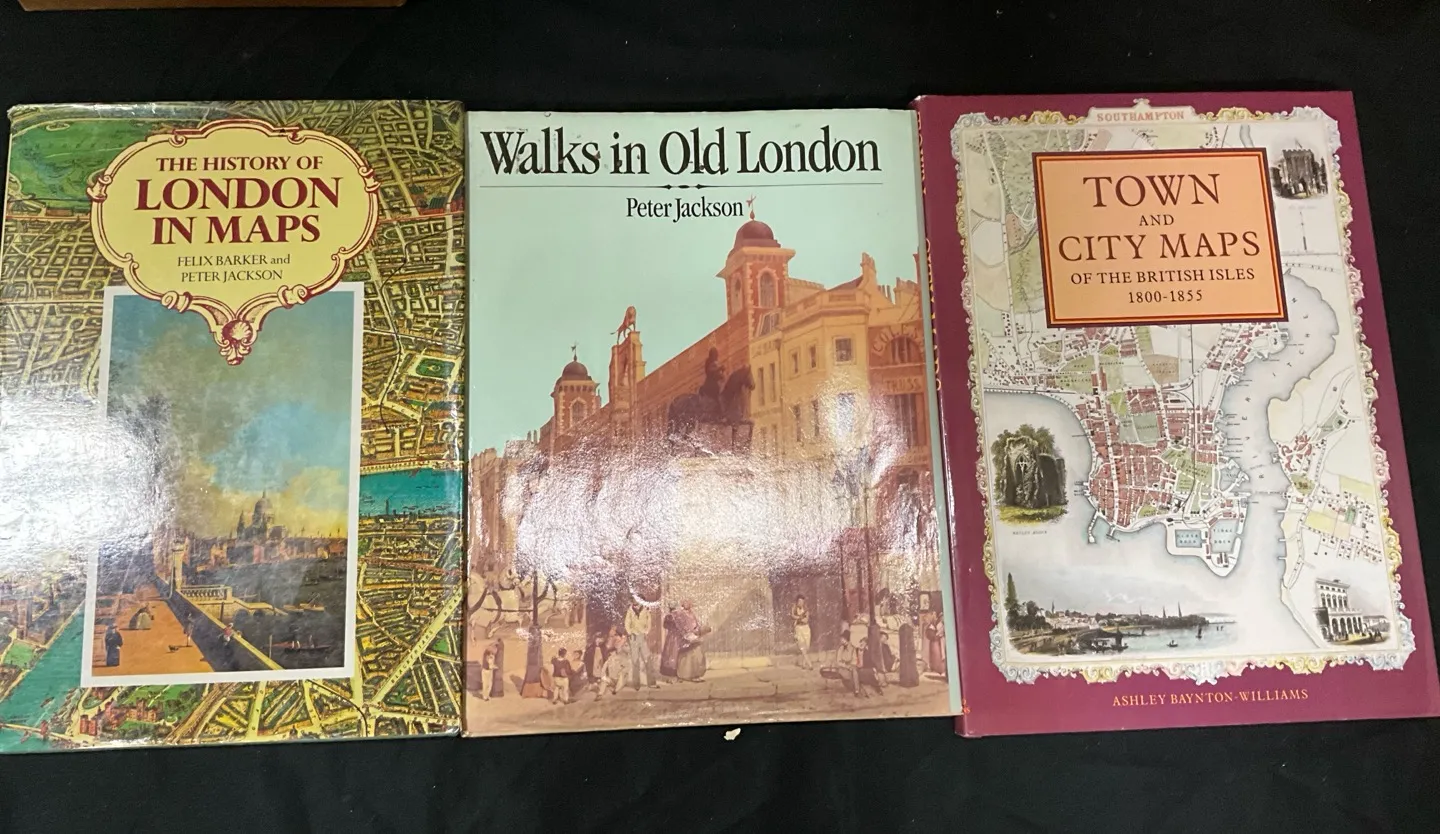 THE HISTORY OF
LONDON
IN MAPS
FELIX BARKER and
PETER JACKSON
Walks in Old London
Peter Jackson
SOUTHAMPTON
TOWN
AND
CITY MAPS
OF THE BRITISH ISLES
1800-1855
ASHLEY BAYNTON-WILLIAMS